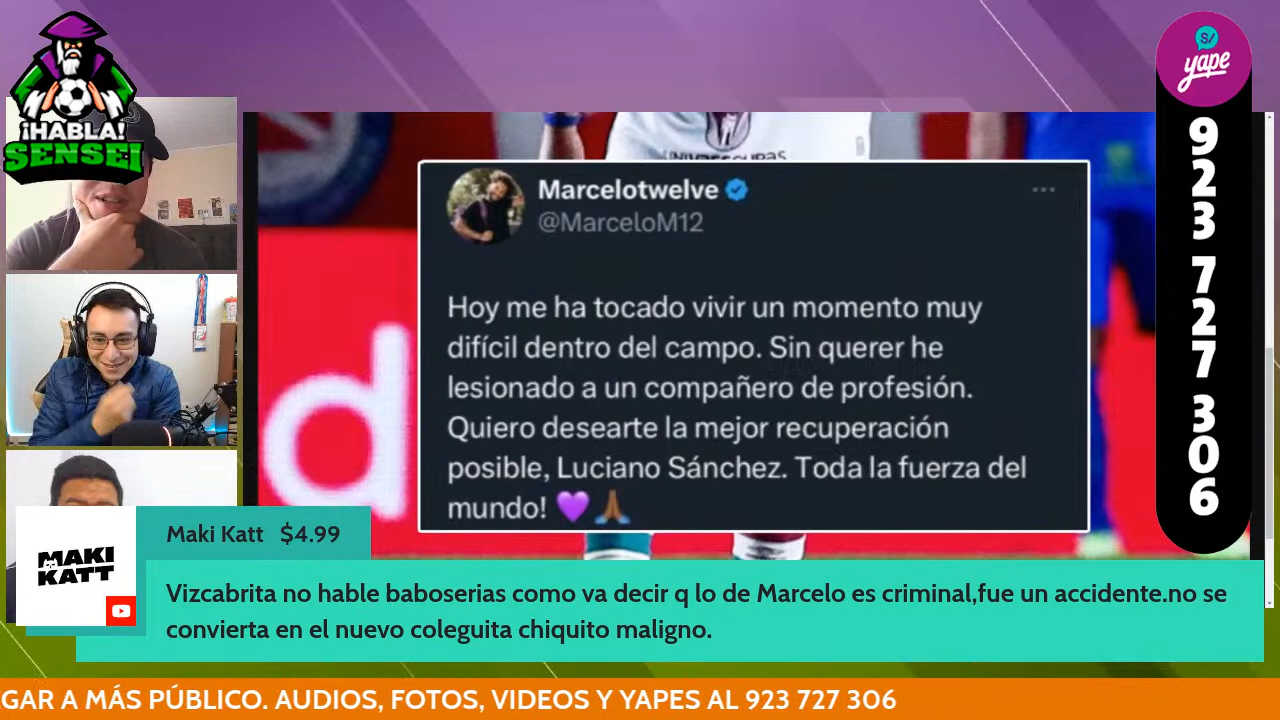 ¡HABLA!
SENSEI
S/
yape
923 727 306
UNIVASSOURAS
d
Marcelotwelve
@MarceloM12
Hoy me ha tocado vivir un momento muy
difícil dentro del campo. Sin querer he
lesionado a un compañero de profesión.
Quiero desearte la mejor recuperación
posible, Luciano Sánchez. Toda la fuerza del
mundo! 💜🙏🏾
Maki Katt $4.99
MAKI
KATT
Vizcabrita no hable baboserias como va decir q lo de Marcelo es criminal,fue un accidente.no se
convierta en el nuevo coleguita chiquito maligno.
GAR A MÁS PÚBLICO. AUDIOS, FOTOS, VIDEOS Y YAPES AL 923 727 306